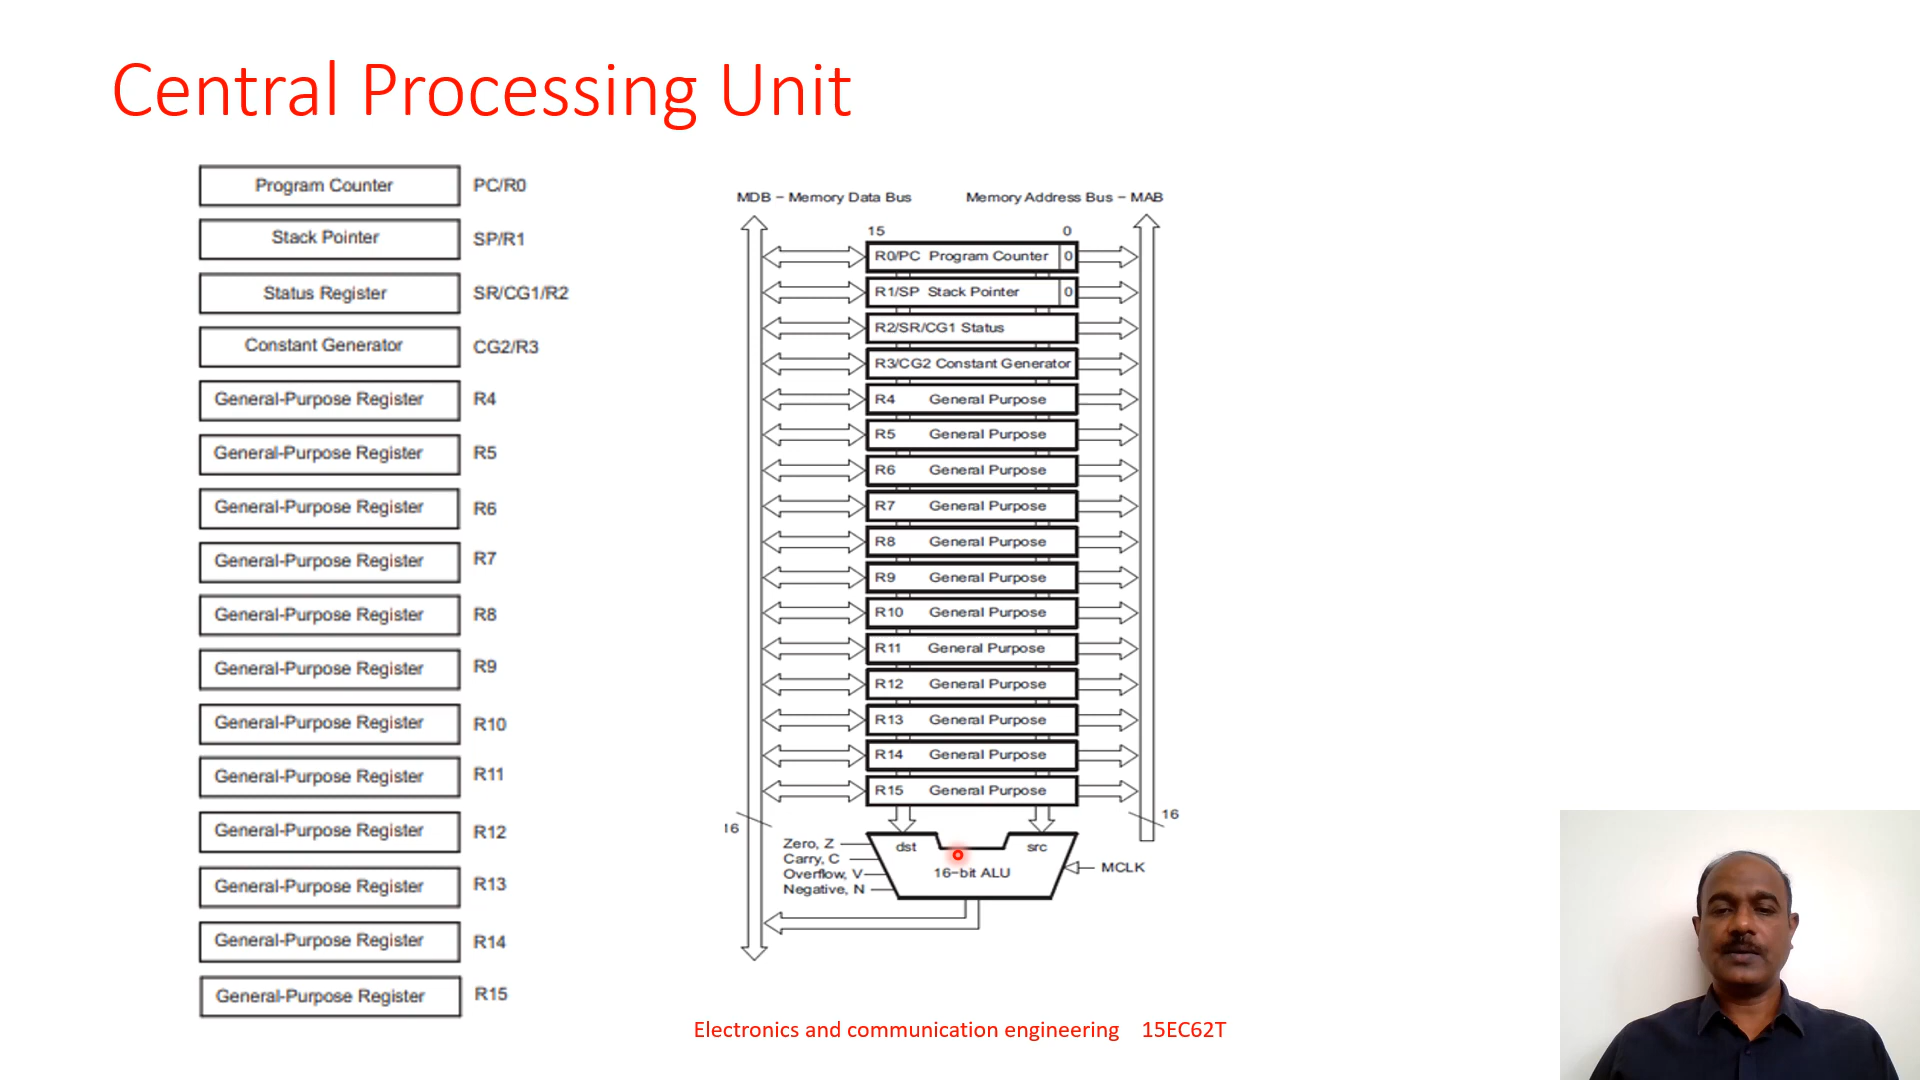 Central Processing Unit
Program Counter PC/R0
Stack Pointer SP/R1
Status Register SR/CG1/R2
Constant Generator CG2/R3
General-Purpose Register R4
General-Purpose Register R5
General-Purpose Register R6
General-Purpose Register R7
General-Purpose Register R8
General-Purpose Register R9
General-Purpose Register R10
General-Purpose Register R11
General-Purpose Register R12
General-Purpose Register R13
General-Purpose Register R14
General-Purpose Register R15
MDB – Memory Data Bus Memory Address Bus – MAB
15 0
R0/PC Program Counter 0
R1/SP Stack Pointer 0
R2/SR/CG1 Status
R3/CG2 Constant Generator
R4 General Purpose
R5 General Purpose
R6 General Purpose
R7 General Purpose
R8 General Purpose
R9 General Purpose
R10 General Purpose
R11 General Purpose
R12 General Purpose
R13 General Purpose
R14 General Purpose
R15 General Purpose
16 16
Zero, Z
Carry, C
Overflow, V
Negative, N
dst src
16–bit ALU
MCLK
Electronics and communication engineering 15EC62T